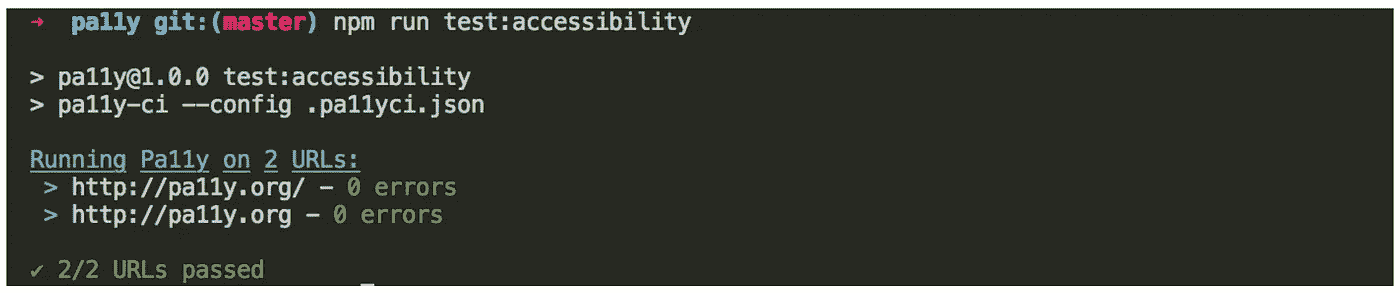 → pa11y git:(master) npm run test:accessibility
> pa11y@1.0.0 test:accessibility
> pa11y-ci --config .pa11yci.json
Running Pa11y on 2 URLs:
> http://pa11y.org/ - 0 errors
> http://pa11y.org - 0 errors
✔ 2/2 URLs passed